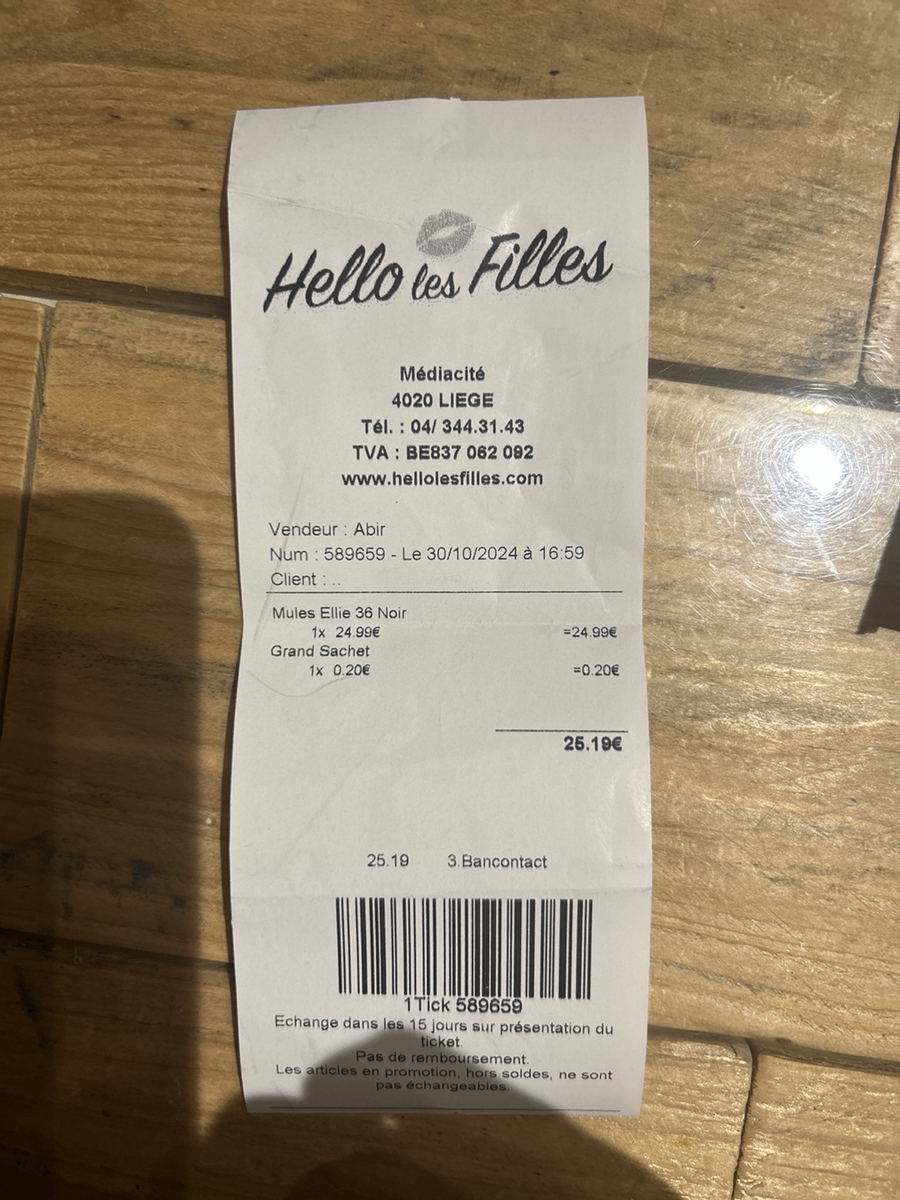 Hello les Filles
Médiacité
4020 LIEGE
Tél. : 04/ 344.31.43
TVA : BE837 062 092
www.hellolesfilles.com
Vendeur : Abir
Num : 589659 - Le 30/10/2024 à 16:59
Client : ..
Mules Ellie 36 Noir
1x 24.99€ =24.99€
Grand Sachet
1x 0.20€ =0.20€
25.19€
25.19 3.Bancontact
1Tick 589659
Echange dans les 15 jours sur présentation du
ticket.
Pas de remboursement.
Les articles en promotion, hors soldes, ne sont
pas échangeables.